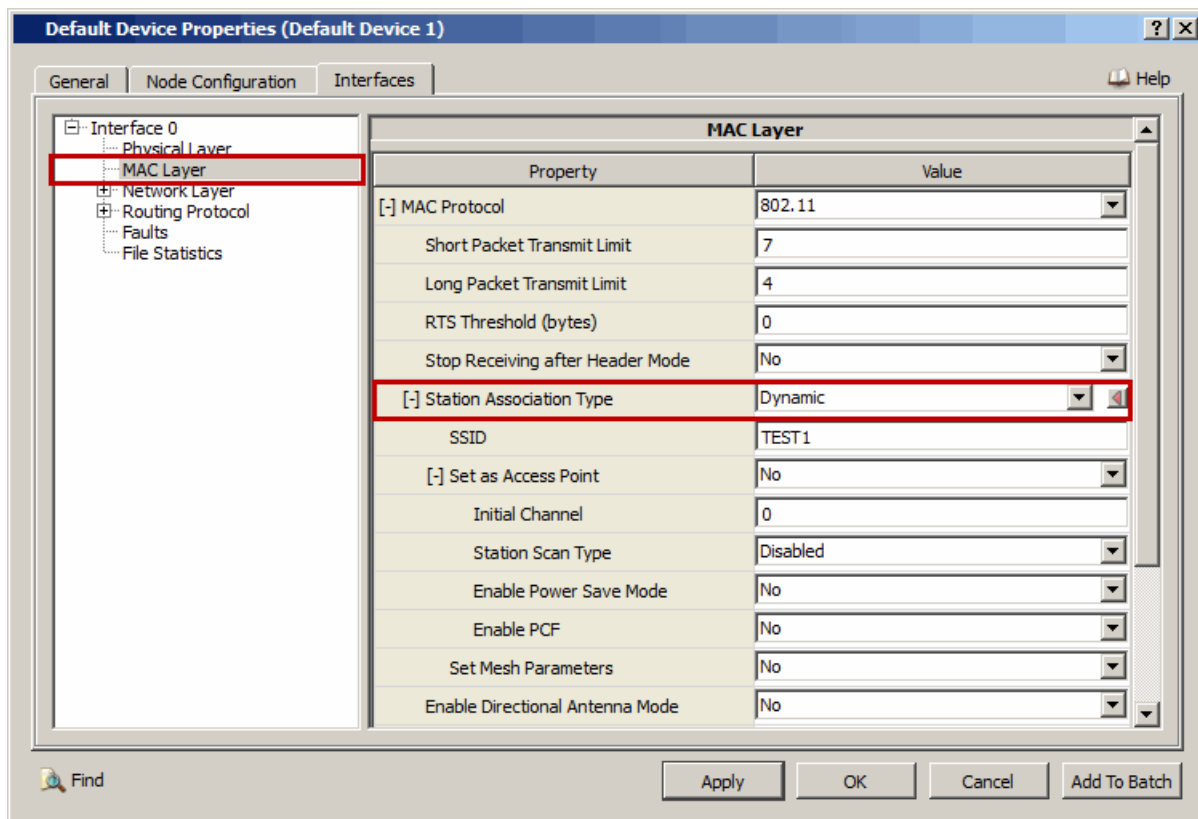 Default Device Properties (Default Device 1)
? X
General Node Configuration Interfaces Help
Interface 0
Physical Layer
MAC Layer
Network Layer
Routing Protocol
Faults
File Statistics
MAC Layer
Property Value
[-] MAC Protocol 802.11
Short Packet Transmit Limit 7
Long Packet Transmit Limit 4
RTS Threshold (bytes) 0
Stop Receiving after Header Mode No
[-] Station Association Type Dynamic
SSID TEST1
[-] Set as Access Point No
Initial Channel 0
Station Scan Type Disabled
Enable Power Save Mode No
Enable PCF No
Set Mesh Parameters No
Enable Directional Antenna Mode No
Find Apply OK Cancel Add To Batch